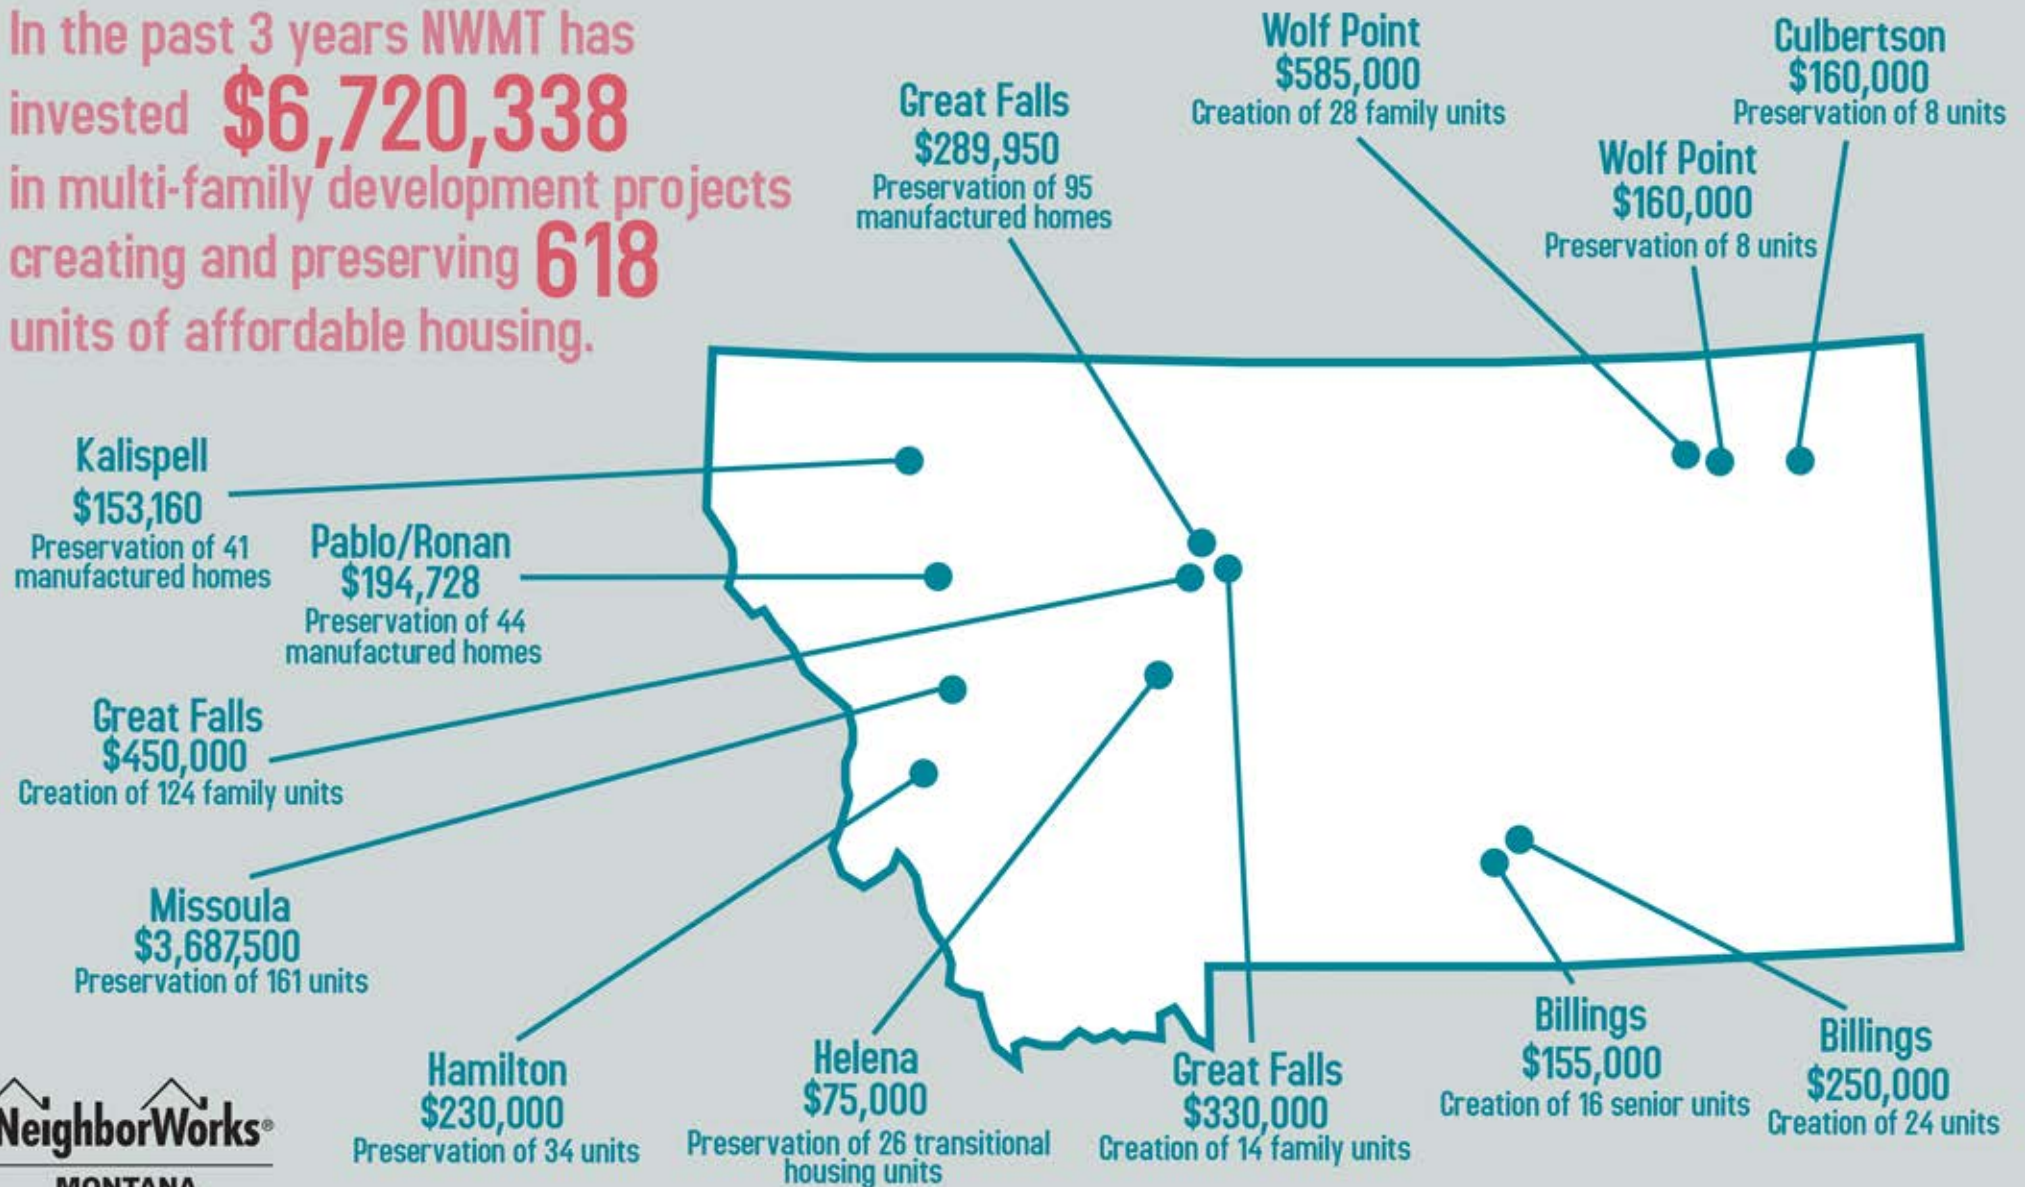 In the past 3 years NWMT has
invested $6,720,338
in multi-family development projects
creating and preserving 618
units of affordable housing.
Great Falls
$289,950
Preservation of 95
manufactured homes
Wolf Point
$585,000
Creation of 28 family units
Culbertson
$160,000
Preservation of 8 units
Wolf Point
$160,000
Preservation of 8 units
Kalispell
$153,160
Preservation of 41
manufactured homes
Pablo/Ronan
$194,728
Preservation of 44
manufactured homes
Great Falls
$450,000
Creation of 124 family units
Missoula
$3,687,500
Preservation of 161 units
Hamilton
$230,000
Preservation of 34 units
Helena
$75,000
Preservation of 26 transitional
housing units
Great Falls
$330,000
Creation of 14 family units
Billings
$155,000
Creation of 16 senior units
Billings
$250,000
Creation of 24 units
NeighborWorks®
MONTANA